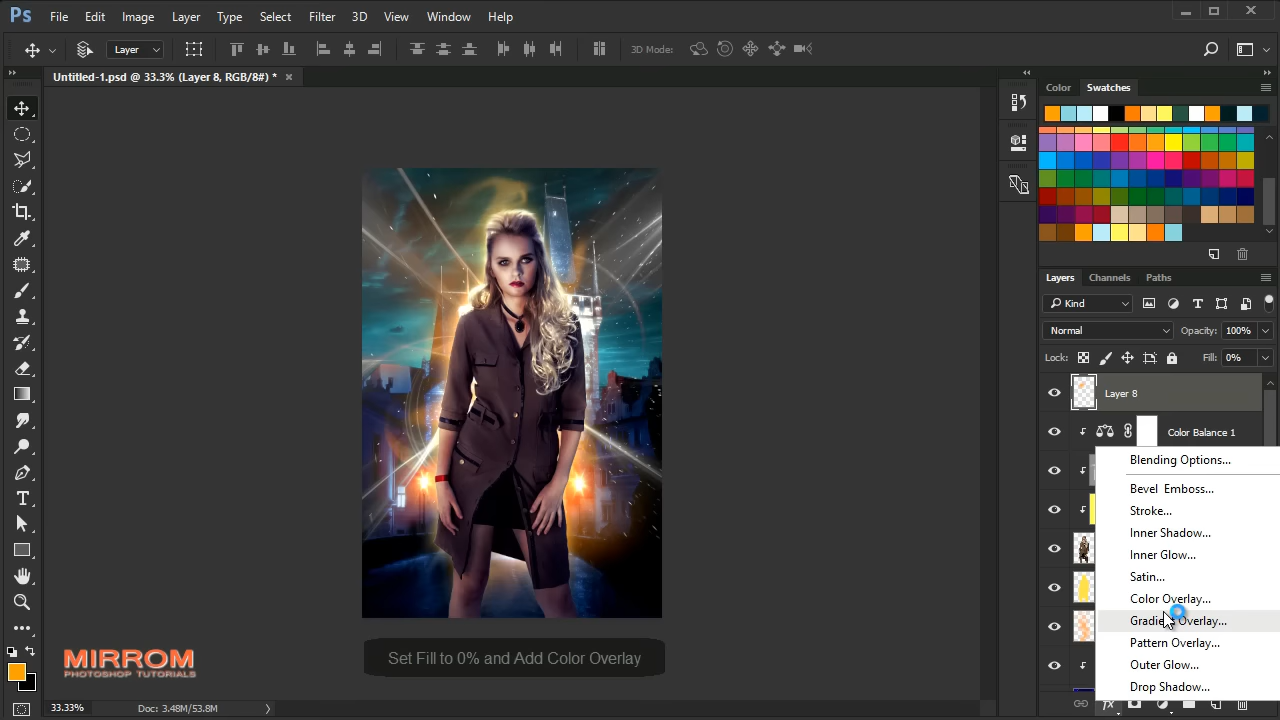 Ps File Edit Image Layer Type Select Filter 3D View Window Help
Layer 3D Mode:
Untitled-1.psd @ 33.3% (Layer 8, RGB/8#) *
Color Swatches
Layers Channels Paths
Kind
Normal Opacity: 100%
Lock: Fill: 0%
Layer 8
Color Balance 1
Blending Options...
Bevel Emboss...
Stroke...
Inner Shadow...
Inner Glow...
Satin...
Color Overlay...
Gradient Overlay...
Pattern Overlay...
Outer Glow...
Drop Shadow...
fx
MIRROM
PHOTOSHOP TUTORIALS
Set Fill to 0% and Add Color Overlay
33.33% Doc: 3.48M/53.8M